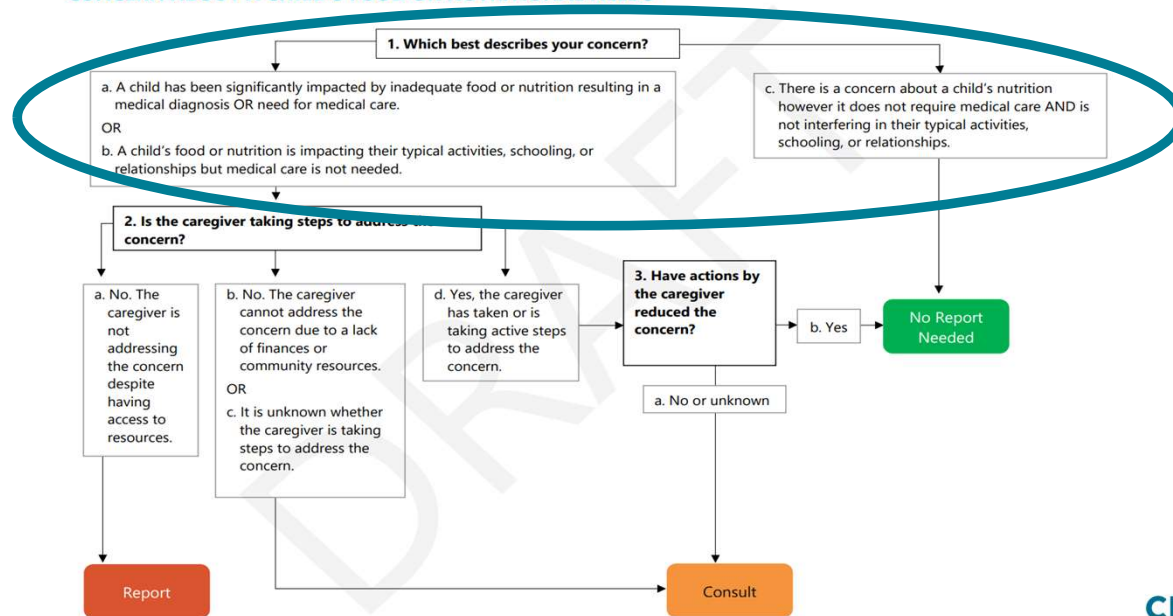 1. Which best describes your concern?
a. A child has been significantly impacted by inadequate food or nutrition resulting in a
medical diagnosis OR need for medical care.
OR
b. A child's food or nutrition is impacting their typical activities, schooling, or
relationships but medical care is not needed.
c. There is a concern about a child's nutrition
however it does not require medical care AND is
not interfering in their typical activities,
schooling, or relationships.
2. Is the caregiver taking steps to address
concern?
a. No. The
caregiver is
not
addressing
the concern
despite
having
access to
resources.
b. No. The caregiver
cannot address the
concern due to a lack
of finances or
community resources.
OR
c. It is unknown whether
the caregiver is taking
steps to address the
concern.
d. Yes, the caregiver
has taken or is
taking active steps
to address the
concern.
3. Have actions by
the caregiver
reduced the
concern?
b. Yes
No Report
Needed
a. No or unknown
Report
Consult
DRAFT